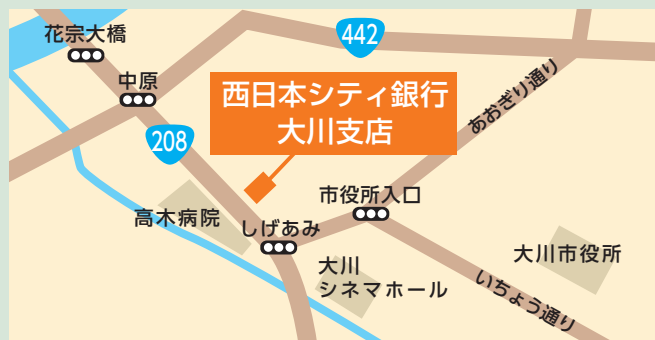 花宗大橋
442
中原
西日本シティ銀行
大川支店
あおぎり通り
208
市役所入口
高木病院
しげあみ
大川
シネマホール
大川市役所
いちょう通り